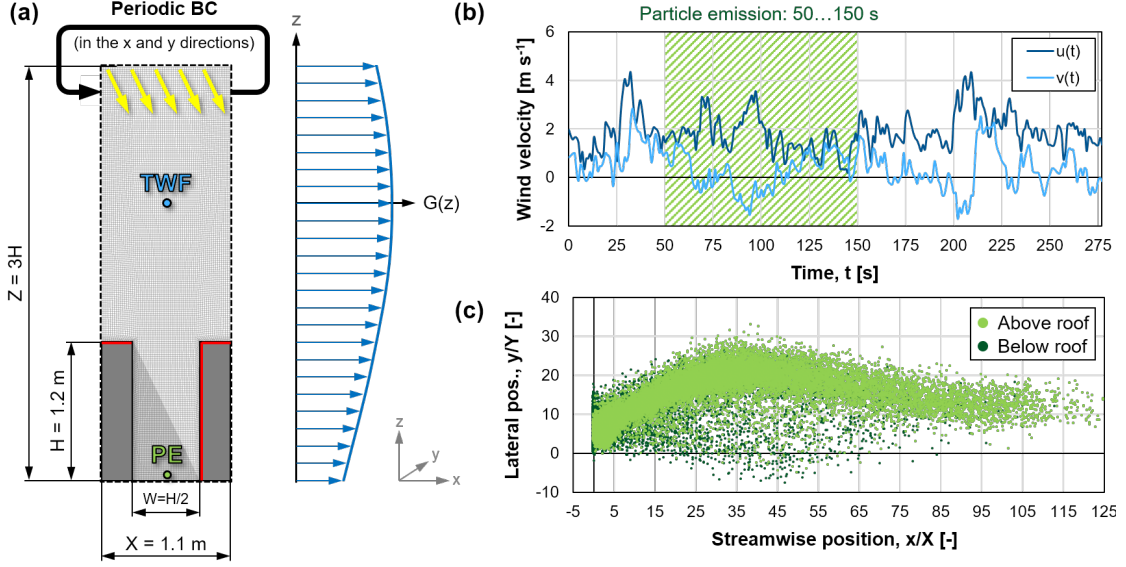 (a)
Periodic BC
(in the x and y directions)
TWF
Z = 3H
H = 1.2 m
PE
W=H/2
X = 1.1 m
z
G(z)
z
y
x
(b)
Particle emission: 50…150 s
Wind velocity [m s⁻¹]
6
4
2
0
-2
u(t)
v(t)
0 25 50 75 100 125 150 175 200 225 250 275
Time, t [s]
(c)
Lateral pos., y/Y [-]
40
30
20
10
0
-10
Above roof
Below roof
-5 5 15 25 35 45 55 65 75 85 95 105 115 125
Streamwise position, x/X [-]